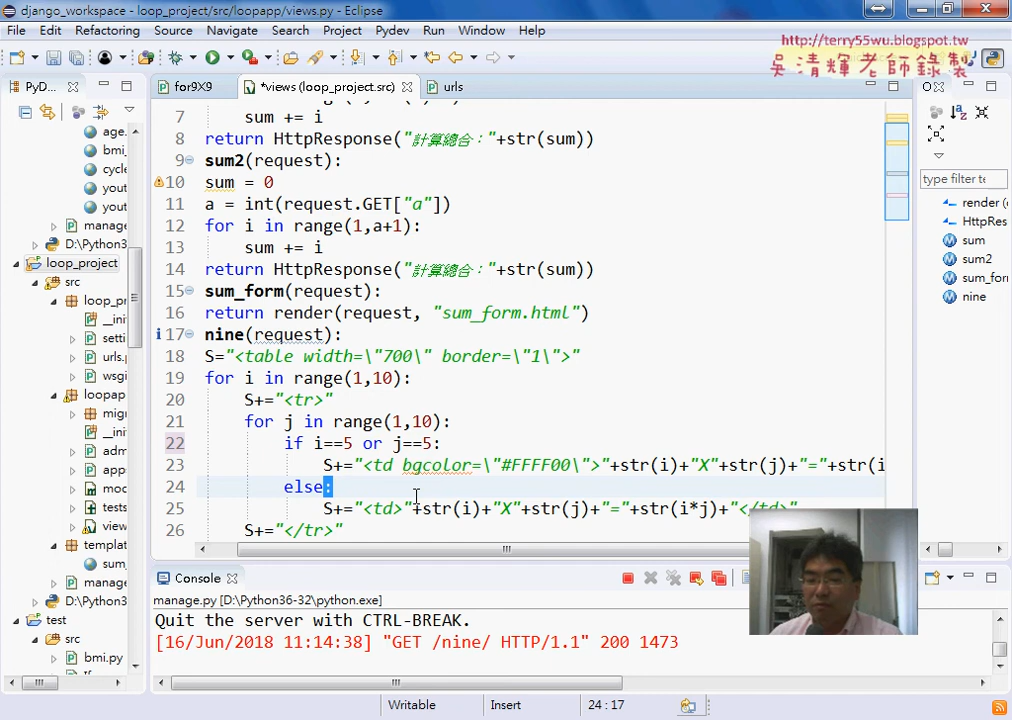 django_workspace - loop_project/src/loopapp/views.py - Eclipse
File Edit Refactoring Source Navigate Search Project Pydev Run Window Help
http://terry55wu.blogspot.tw
吳清輝老師錄製
PyD...
for9X9
*views (loop_project.src)
urls
age.
bmi_
cycle
yout
yout
manage
D:\Python3
loop_project
src
loop_pr
__ini
setti
urls.
wsg
loopap
migr
__ini
adm
apps
mod
tests
view
templat
sum_
manage
D:\Python3
test
src
bmi.py
7 sum += i
8 return HttpResponse("計算總合："+str(sum))
9 sum2(request):
10 sum = 0
11 a = int(request.GET["a"])
12 for i in range(1,a+1):
13 sum += i
14 return HttpResponse("計算總合："+str(sum))
15 sum_form(request):
16 return render(request, "sum_form.html")
17 nine(request):
18 S="<table width=\"700\" border=\"1\">"
19 for i in range(1,10):
20 S+="<tr>"
21 for j in range(1,10):
22 if i==5 or j==5:
23 S+="<td bgcolor=\"#FFFF00\">"+str(i)+"X"+str(j)+"="+str(i
24 else:
25 S+="<td>"+str(i)+"X"+str(j)+"="+str(i*j)+"</td>"
26 S+="</tr>"
type filter te
render (
HttpRes
sum
sum2
sum_for
nine
Console
manage.py [D:\Python36-32\python.exe]
Quit the server with CTRL-BREAK.
[16/Jun/2018 11:14:38] "GET /nine/ HTTP/1.1" 200 1473
Writable Insert 24 : 17